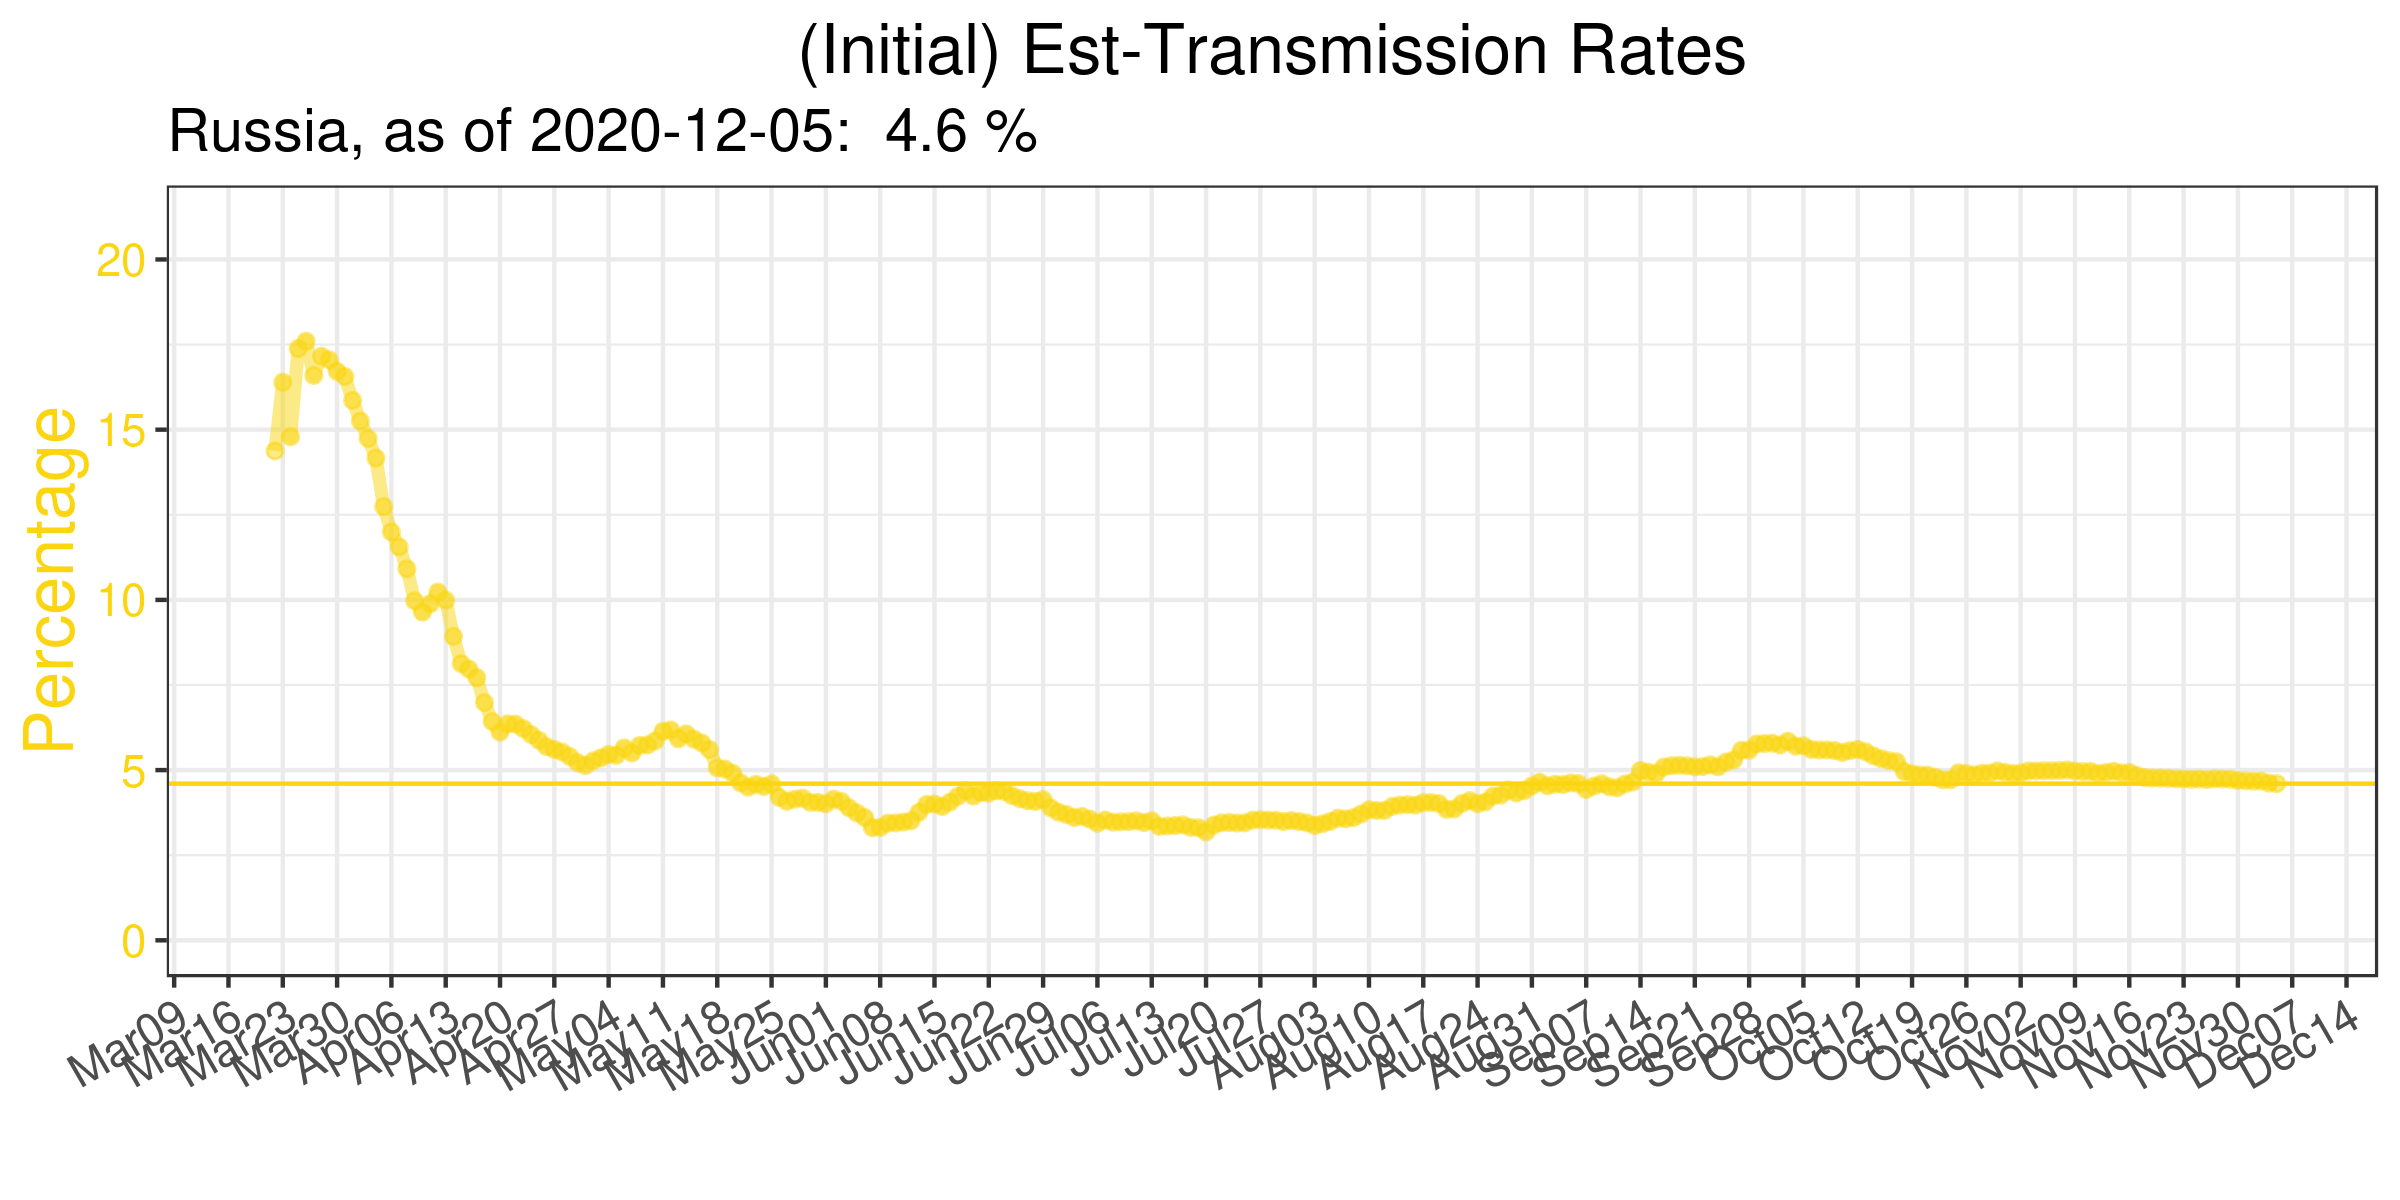 (Initial) Est-Transmission Rates
Russia, as of 2020-12-05:  4.6 %
Percentage
20
15
10
5
0
Mar09 Mar16 Mar23 Mar30 Apr06 Apr13 Apr20 Apr27 May04 May11 May18 May25 Jun01 Jun08 Jun15 Jun22 Jun29 Jul06 Jul13 Jul20 Jul27 Aug03 Aug10 Aug17 Aug24 Aug31 Sep07 Sep14 Sep21 Sep28 Oct05 Oct12 Oct19 Oct26 Nov02 Nov09 Nov16 Nov23 Nov30 Dec07 Dec14